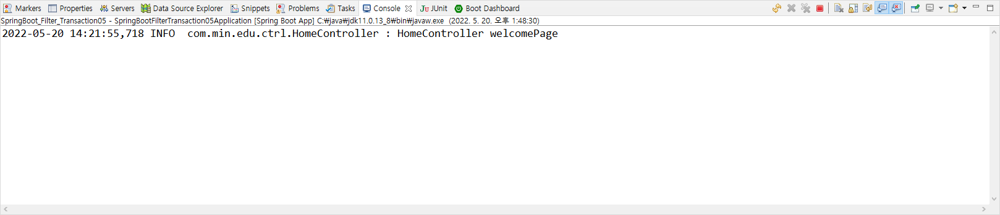 Markers Properties Servers Data Source Explorer Snippets Problems Tasks Console JUnit Boot Dashboard
SpringBoot_Filter_Transaction05 - SpringBootFilterTransaction05Application [Spring Boot App] C:₩java₩jdk11.0.13_8₩bin₩javaw.exe (2022. 5. 20. 오후 1:48:30)
2022-05-20 14:21:55,718 INFO  com.min.edu.ctrl.HomeController : HomeController welcomePage